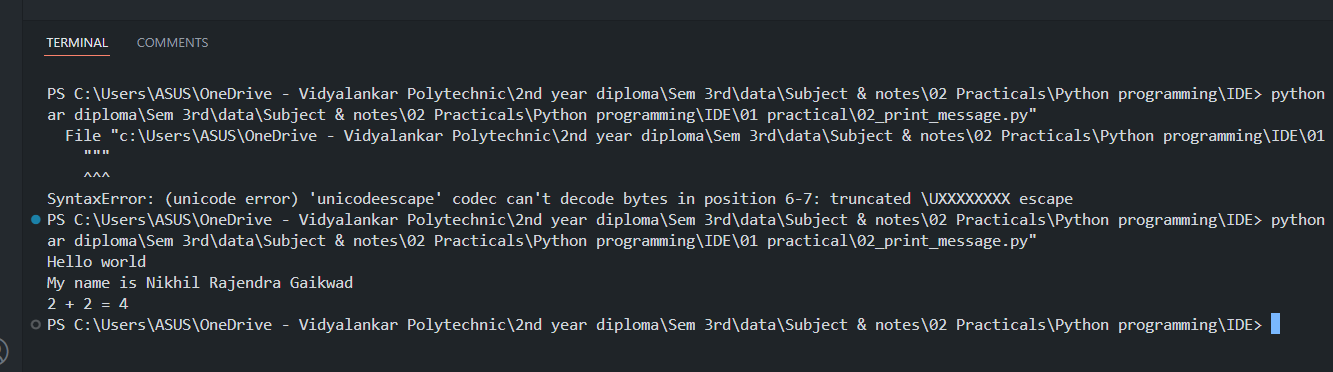 TERMINAL COMMENTS
PS C:\Users\ASUS\OneDrive - Vidyalankar Polytechnic\2nd year diploma\Sem 3rd\data\Subject & notes\02 Practicals\Python programming\IDE> python
ar diploma\Sem 3rd\data\Subject & notes\02 Practicals\Python programming\IDE\01 practical\02_print_message.py"
File "c:\Users\ASUS\OneDrive - Vidyalankar Polytechnic\2nd year diploma\Sem 3rd\data\Subject & notes\02 Practicals\Python programming\IDE\01
"""
^^^
SyntaxError: (unicode error) 'unicodeescape' codec can't decode bytes in position 6-7: truncated \UXXXXXXXX escape
PS C:\Users\ASUS\OneDrive - Vidyalankar Polytechnic\2nd year diploma\Sem 3rd\data\Subject & notes\02 Practicals\Python programming\IDE> python
ar diploma\Sem 3rd\data\Subject & notes\02 Practicals\Python programming\IDE\01 practical\02_print_message.py"
Hello world
My name is Nikhil Rajendra Gaikwad
2 + 2 = 4
PS C:\Users\ASUS\OneDrive - Vidyalankar Polytechnic\2nd year diploma\Sem 3rd\data\Subject & notes\02 Practicals\Python programming\IDE>